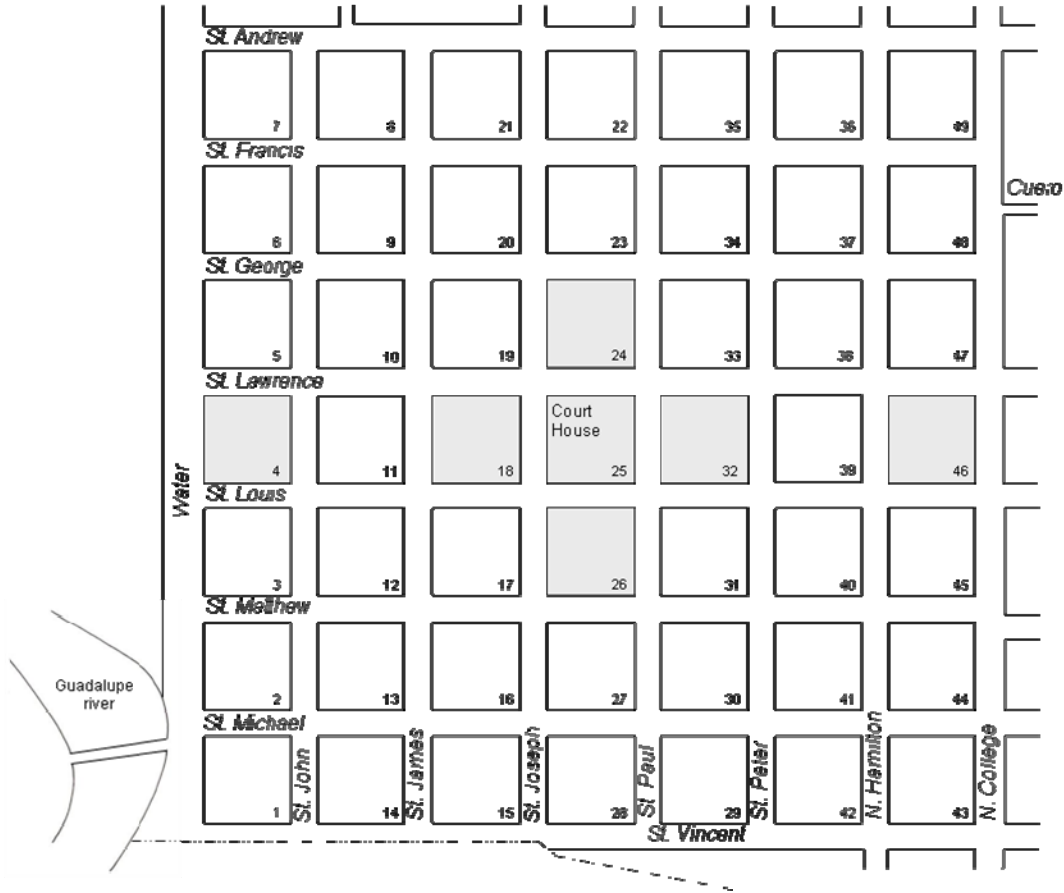 St. Andrew
7 8 21 22 35 36 49
St. Francis
Cuero
6 9 20 23 34 37 48
St. George
5 10 19 24 33 38 47
St. Lawrence
Court
House
4 11 18 25 32 39 46
Water
St. Louis
3 12 17 26 31 40 45
St. Matthew
Guadalupe
river
2 13 16 27 30 41 44
St. Michael
St. John
St. James
St. Joseph
St. Paul
St. Peter
N. Hamilton
N. College
1 14 15 28 29 42 43
St. Vincent